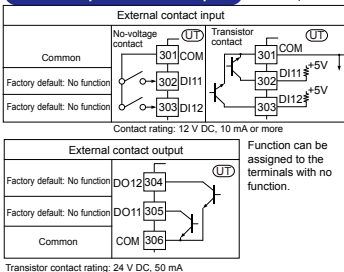 External contact input
No-voltage contact
UT
Transistor contact
UT
Common
301 COM
301 COM
Factory default: No function
302 DI11
302 DI11 +5V
Factory default: No function
303 DI12
303 DI12 +5V
Contact rating: 12 V DC, 10 mA or more
External contact output
UT
Factory default: No function
DO12 304
Factory default: No function
DO11 305
Common
COM 306
Function can be
assigned to the
terminals with no
function.
Transistor contact rating: 24 V DC, 50 mA